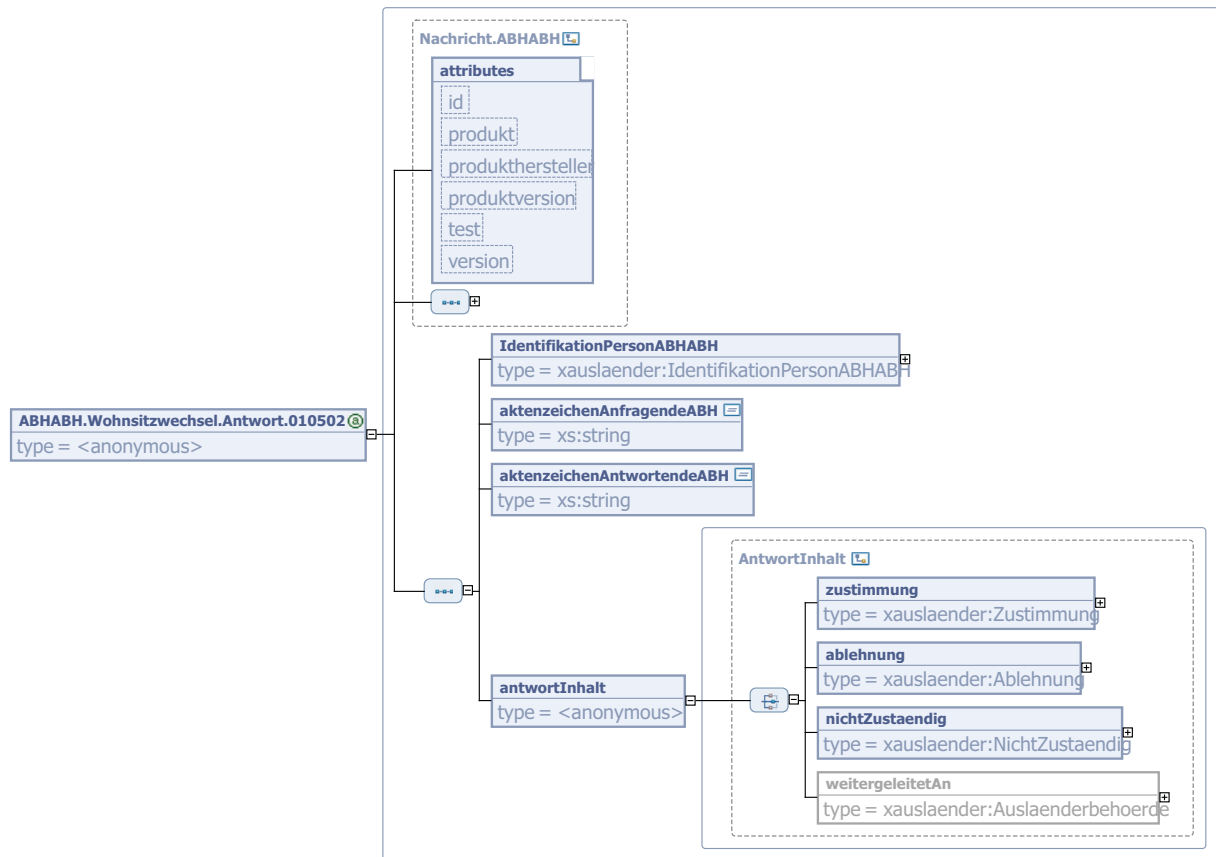 Nachricht.ABHABH
attributes
id
produkt
produkthersteller
produktversion
test
version
IdentifikationPersonABHABH
type = xauslaender:IdentifikationPersonABHABH
aktenzeichenAnfragendeABH
type = xs:string
ABHABH.Wohnsitzwechsel.Antwort.010502
type = <anonymous>
aktenzeichenAntwortendeABH
type = xs:string
AntwortInhalt
zustimmung
type = xauslaender:Zustimmung
ablehnung
type = xauslaender:Ablehnung
antwortInhalt
type = <anonymous>
nichtZustaendig
type = xauslaender:NichtZustaendig
weitergeleitetAn
type = xauslaender:Auslaenderbehoerde